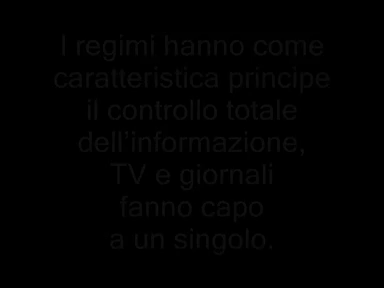 I regimi hanno come
caratteristica principe
il controllo totale
dell'informazione,
TV e giornali
fanno capo
a un singolo.